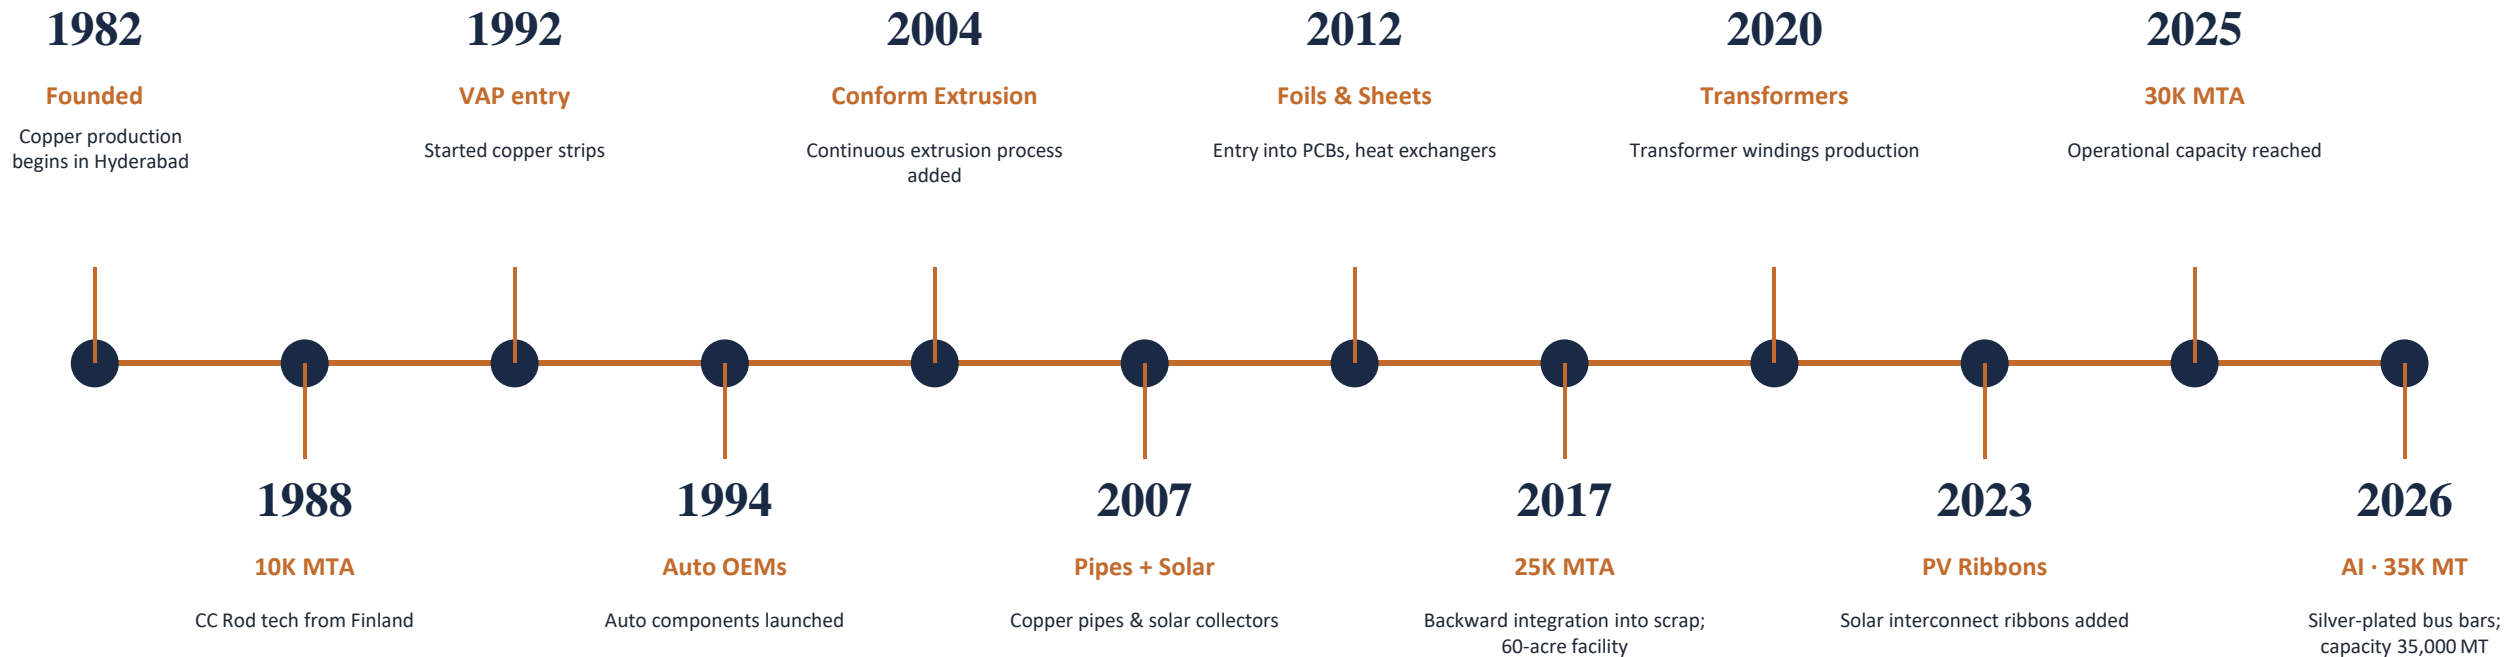 1982
Founded
Copper production
begins in Hyderabad
1992
VAP entry
Started copper strips
2004
Conform Extrusion
Continuous extrusion process
added
2012
Foils & Sheets
Entry into PCBs, heat exchangers
2020
Transformers
Transformer windings production
2025
30K MTA
Operational capacity reached
1988
10K MTA
CC Rod tech from Finland
1994
Auto OEMs
Auto components launched
2007
Pipes + Solar
Copper pipes & solar collectors
2017
25K MTA
Backward integration into scrap;
60-acre facility
2023
PV Ribbons
Solar interconnect ribbons added
2026
AI · 35K MT
Silver-plated bus bars;
capacity 35,000 MT